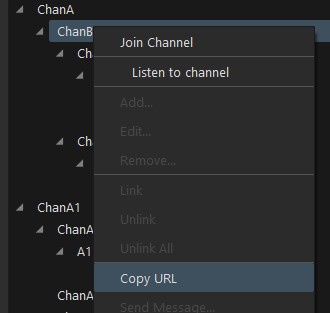 ChanA
ChanB
Join Channel
Ch
Listen to channel
Add...
Edit...
Ch
Remove...
Link
ChanA1
Unlink
Chan
Unlink All
A1
Copy URL
ChanA
Send Message...